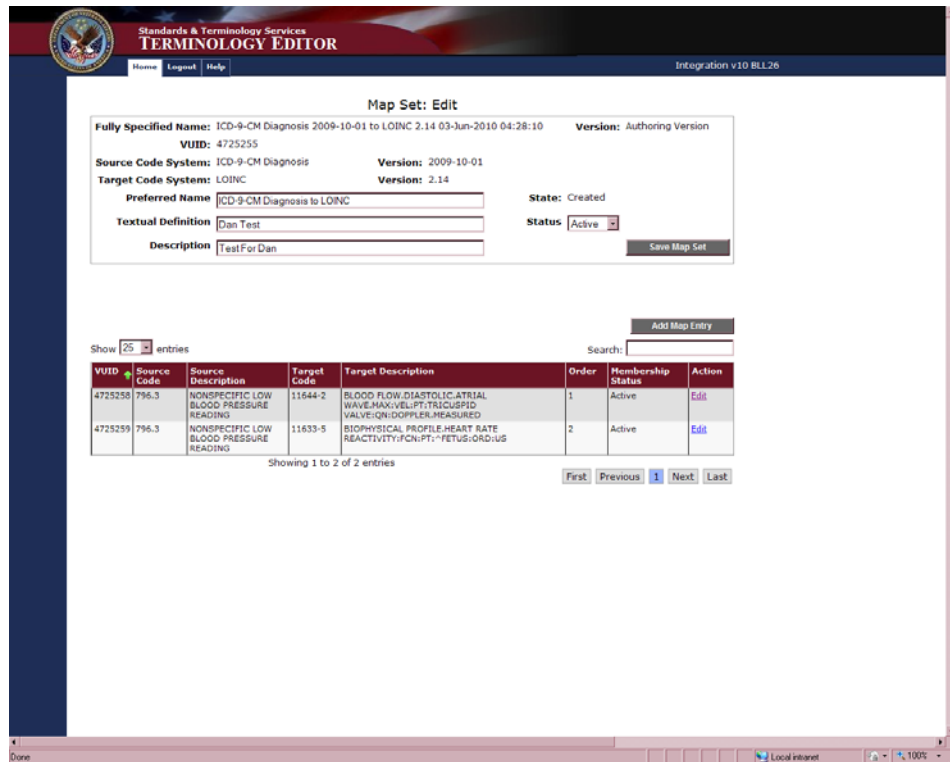 Standards & Terminology Services
TERMINOLOGY EDITOR
Home Logout Help Integration v10 BLL26
Map Set: Edit
Fully Specified Name: ICD-9-CM Diagnosis 2009-10-01 to LOINC 2.14 03-Jun-2010 04:28:10 Version: Authoring Version
VUID: 4725255
Source Code System: ICD-9-CM Diagnosis Version: 2009-10-01
Target Code System: LOINC Version: 2.14
Preferred Name ICD-9-CM Diagnosis to LOINC State: Created
Textual Definition Dan Test Status Active
Description Test For Dan Save Map Set
Add Map Entry
Show 25 entries Search:
VUID Source Code Source Description Target Code Target Description Order Membership Status Action
4725258 796.3 NONSPECIFIC LOW BLOOD PRESSURE READING 11644-2 BLOOD FLOW.DIASTOLIC.ATRIAL WAVE.MAX:VEL:PT:TRICUSPID VALVE:QN:DOPPLER.MEASURED 1 Active Edit
4725259 796.3 NONSPECIFIC LOW BLOOD PRESSURE READING 11633-5 BIOPHYSICAL PROFILE.HEART RATE REACTIVITY:FCN:PT:^FETUS:ORD:US 2 Active Edit
Showing 1 to 2 of 2 entries
First Previous 1 Next Last
Done Local intranet 100%